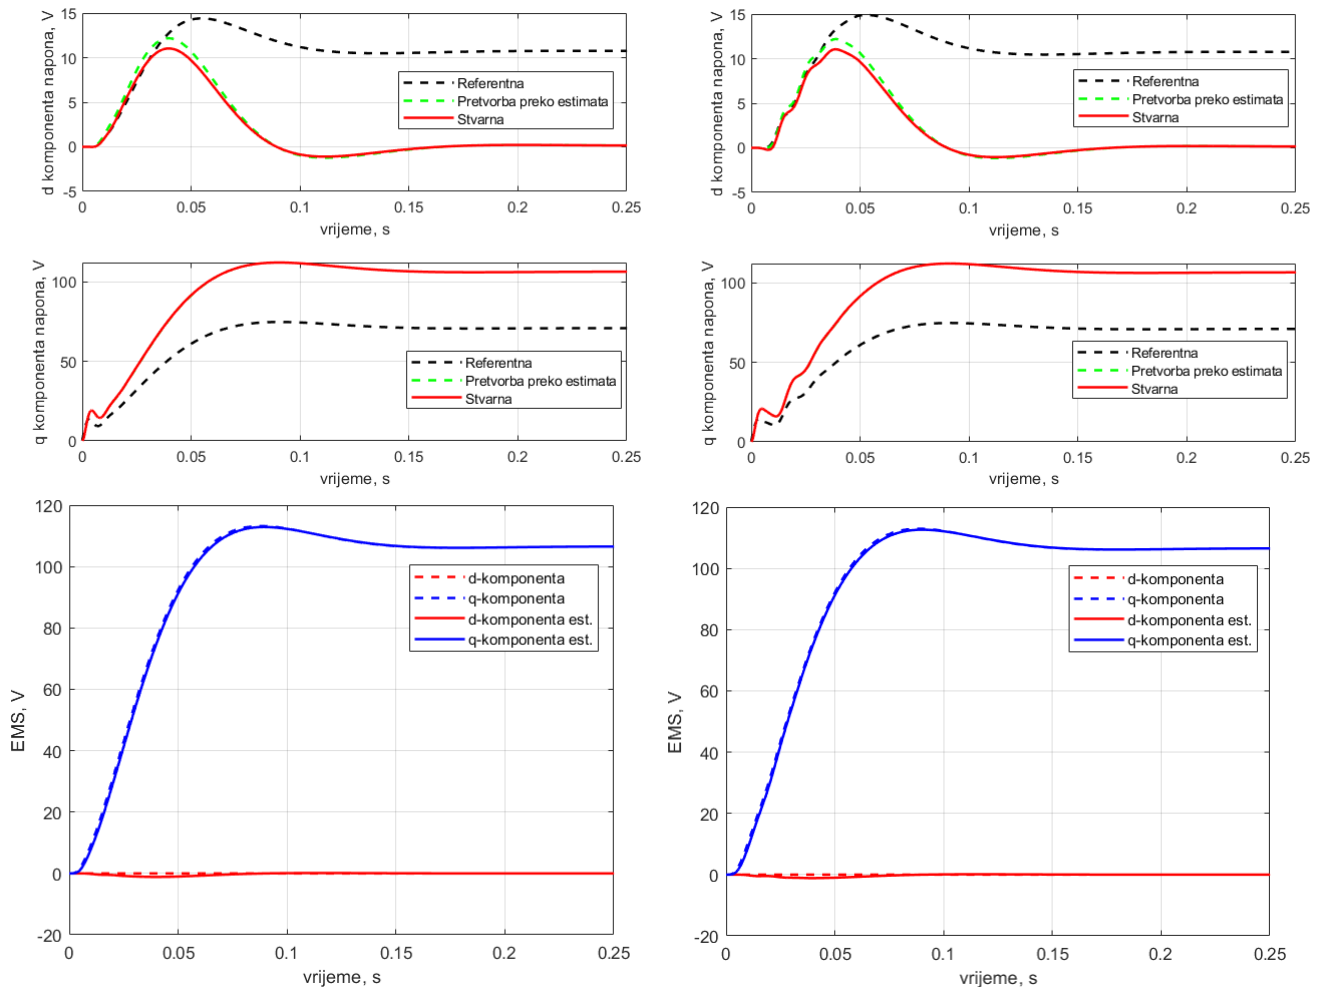 d komponenta napona, V
15
10
5
0
-5
0 0.05 0.1 0.15 0.2 0.25
vrijeme, s
Referentna
Pretvorba preko estimata
Stvarna
d komponenta napona, V
15
10
5
0
-5
0 0.05 0.1 0.15 0.2 0.25
vrijeme, s
Referentna
Pretvorba preko estimata
Stvarna
q komponenta napona, V
100
50
0
0 0.05 0.1 0.15 0.2 0.25
vrijeme, s
Referentna
Pretvorba preko estimata
Stvarna
q komponenta napona, V
100
50
0
0 0.05 0.1 0.15 0.2 0.25
vrijeme, s
Referentna
Pretvorba preko estimata
Stvarna
EMS, V
120
100
80
60
40
20
0
-20
0 0.05 0.1 0.15 0.2 0.25
vrijeme, s
d-komponenta
q-komponenta
d-komponenta est.
q-komponenta est.
EMS, V
120
100
80
60
40
20
0
-20
0 0.05 0.1 0.15 0.2 0.25
vrijeme, s
d-komponenta
q-komponenta
d-komponenta est.
q-komponenta est.